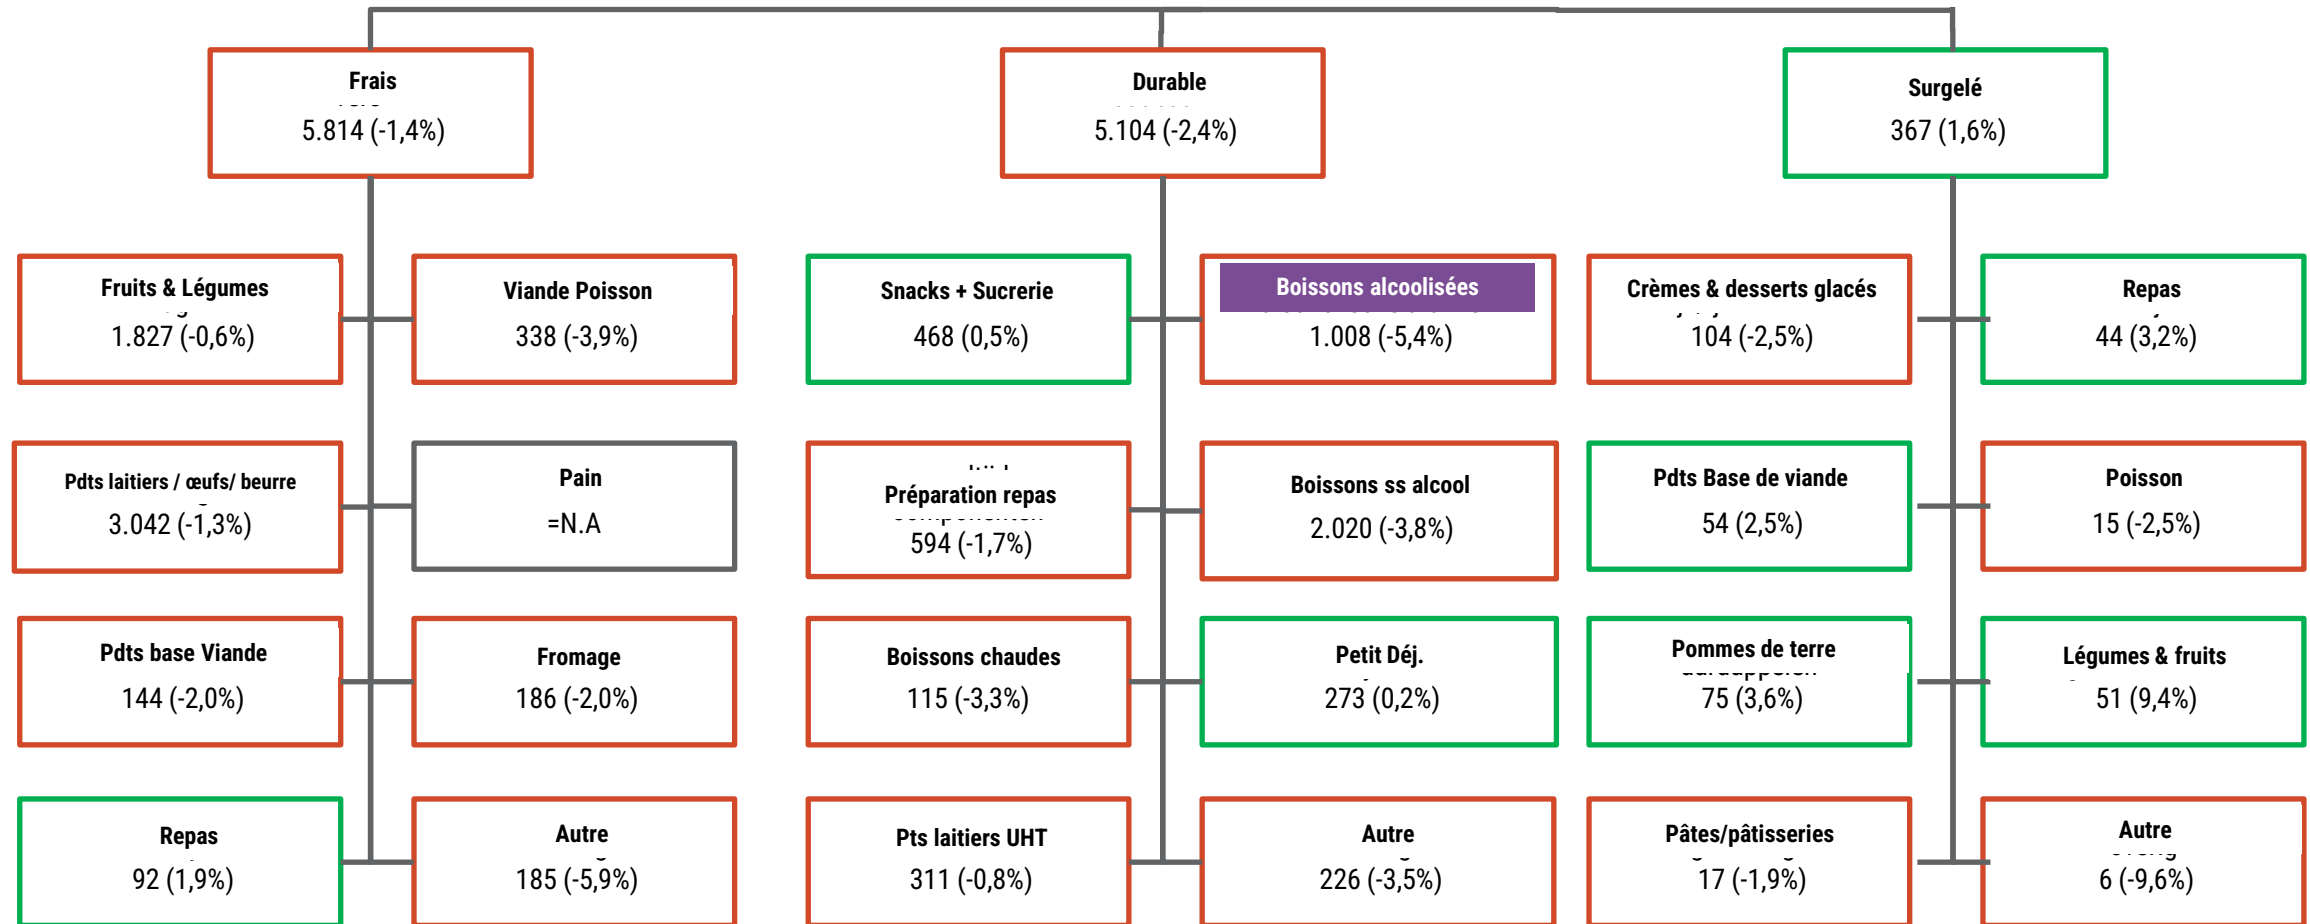 Frais
5.814 (-1,4%)
Durable
5.104 (-2,4%)
Surgelé
367 (1,6%)
Fruits & Légumes
1.827 (-0,6%)
Viande Poisson
338 (-3,9%)
Snacks + Sucrerie
468 (0,5%)
Boissons alcoolisées
1.008 (-5,4%)
Crèmes & desserts glacés
104 (-2,5%)
Repas
44 (3,2%)
Pdts laitiers / œufs/ beurre
3.042 (-1,3%)
Pain
=N.A
Préparation repas
594 (-1,7%)
Boissons ss alcool
2.020 (-3,8%)
Pdts Base de viande
54 (2,5%)
Poisson
15 (-2,5%)
Pdts base Viande
144 (-2,0%)
Fromage
186 (-2,0%)
Boissons chaudes
115 (-3,3%)
Petit Déj.
273 (0,2%)
Pommes de terre
75 (3,6%)
Légumes & fruits
51 (9,4%)
Repas
92 (1,9%)
Autre
185 (-5,9%)
Pts laitiers UHT
311 (-0,8%)
Autre
226 (-3,5%)
Pâtes/pâtisseries
17 (-1,9%)
Autre
6 (-9,6%)